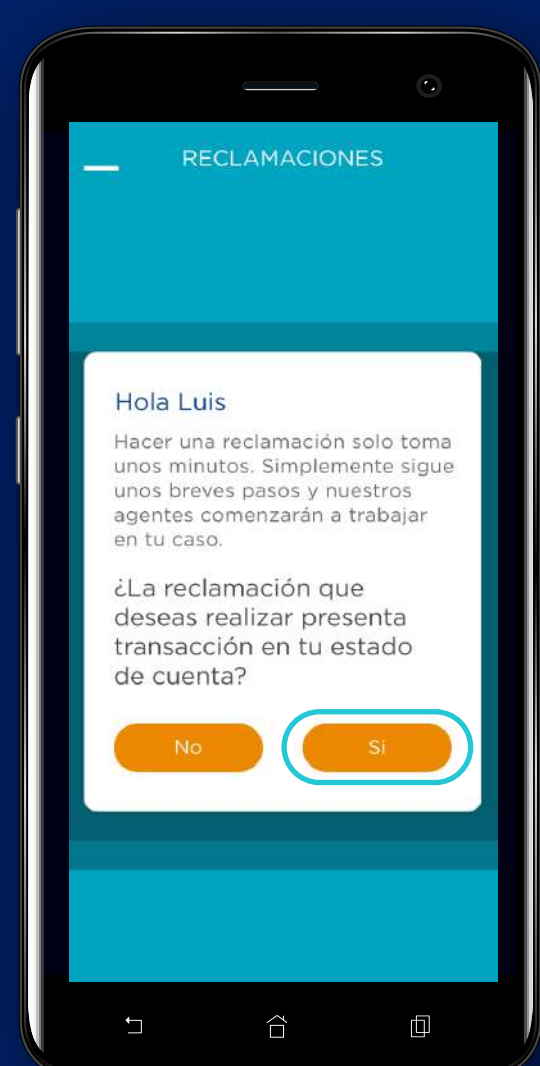 RECLAMACIONES
Hola Luis
Hacer una reclamación solo toma
unos minutos. Simplemente sigue
unos breves pasos y nuestros
agentes comenzarán a trabajar
en tu caso.
¿La reclamación que
deseas realizar presenta
transacción en tu estado
de cuenta?
No
Si